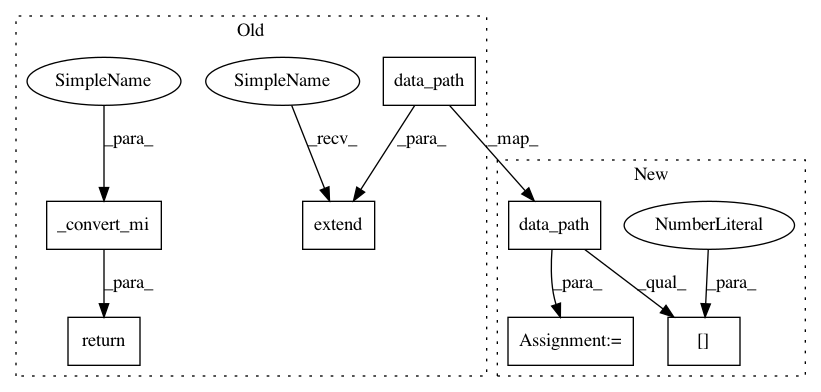 Old
SimpleName
SimpleName
data_path
_para_
_recv_
_para_
_map_
New
_convert_mi
extend
data_path
NumberLiteral
_para_
_para_
_qual_
_para_
return
Assignment:=
[]